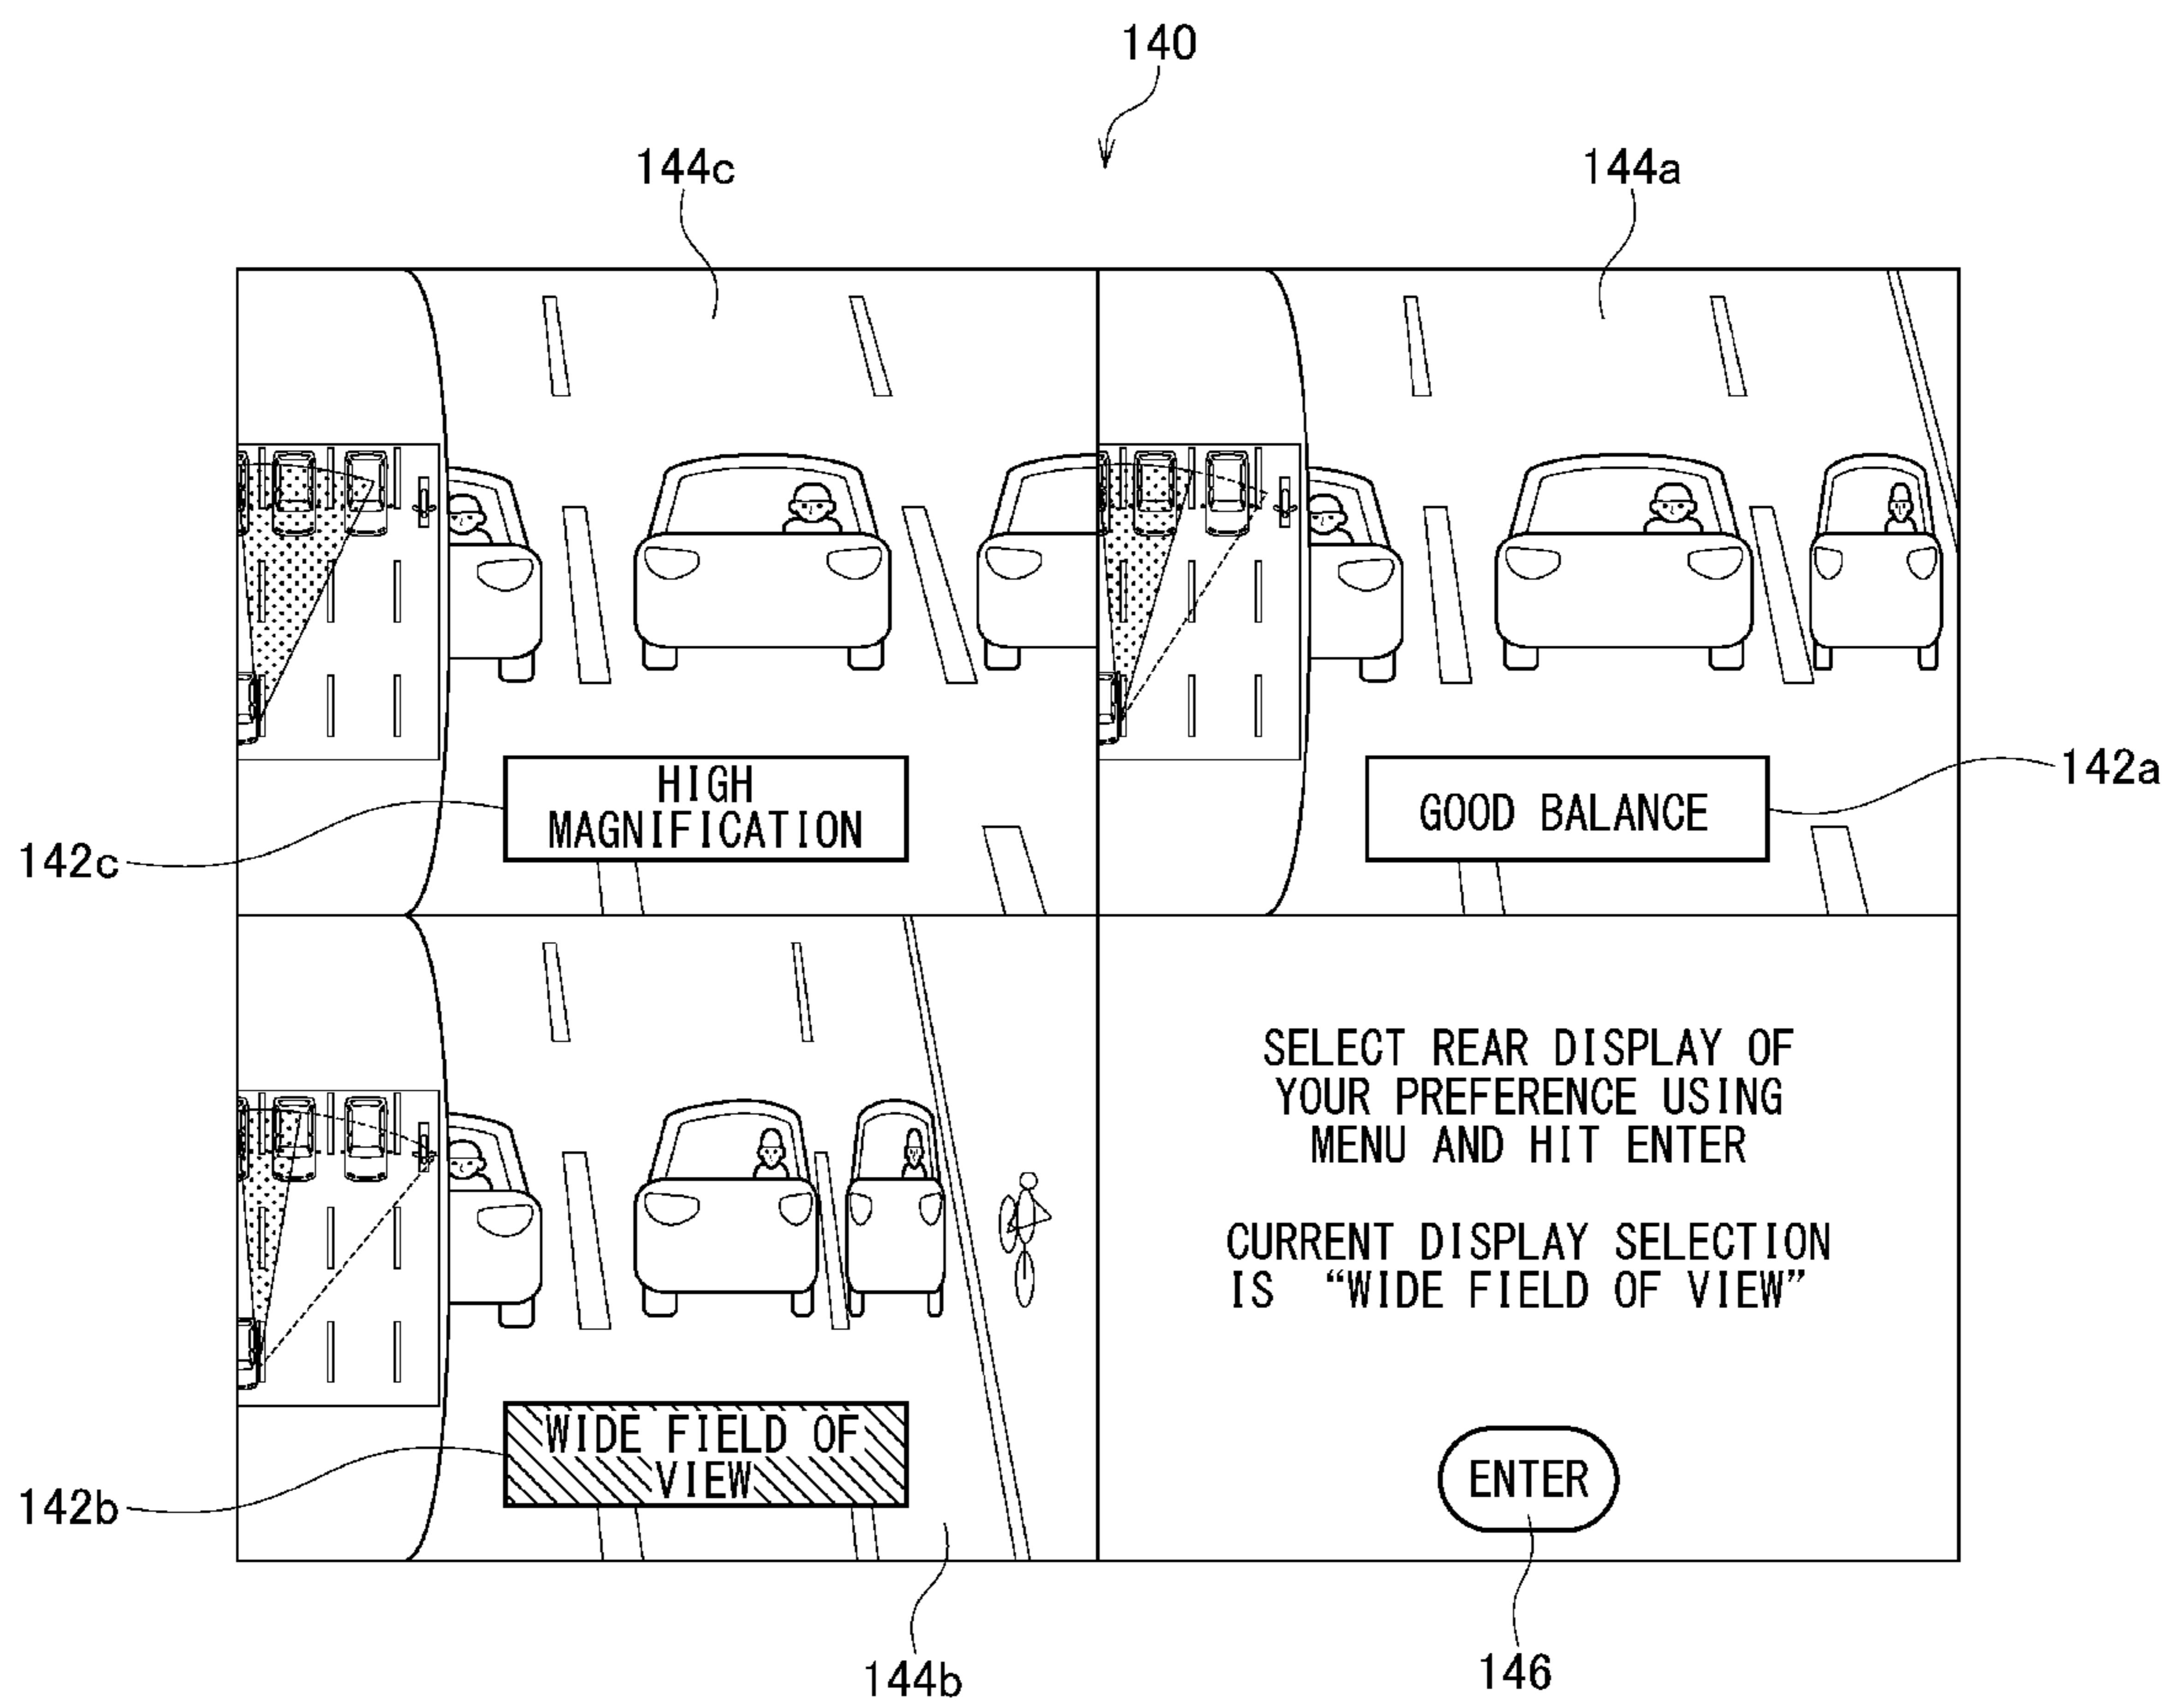 140
144c
144a
HIGH
MAGNIFICATION
GOOD BALANCE
142a
142c
SELECT REAR DISPLAY OF
YOUR PREFERENCE USING
MENU AND HIT ENTER
CURRENT DISPLAY SELECTION
IS “WIDE FIELD OF VIEW”
WIDE FIELD OF
VIEW
ENTER
142b
144b
146